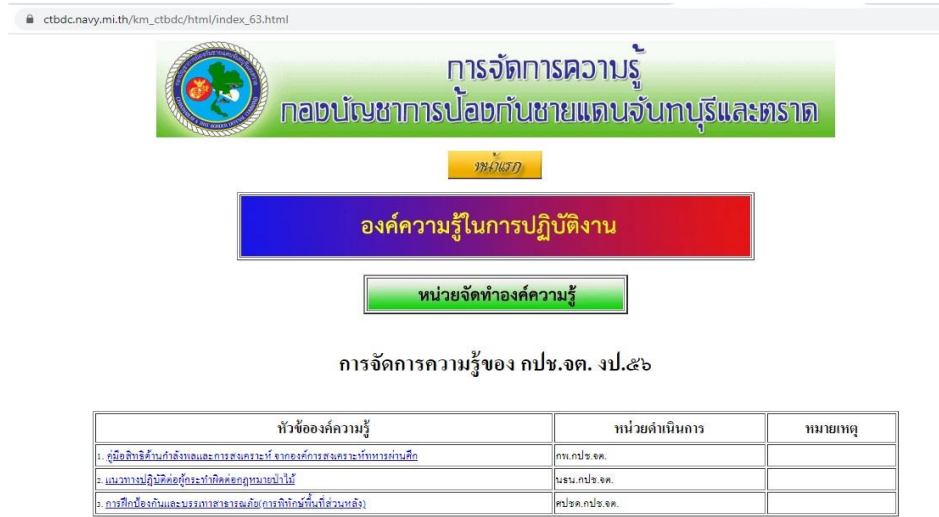 ctbdc.navy.mi.th/km_ctbdc/html/index_63.html
การจัดการความรู้
กองบัญชาการป้องกันชายแดนจันทบุรีและตราด
หน้าแรก
องค์ความรู้ในการปฏิบัติงาน
หน่วยจัดทำองค์ความรู้
การจัดการความรู้ของ กปช.จต. งป.๕๖
หัวข้อองค์ความรู้ หน่วยดำเนินการ หมายเหตุ
1. คู่มือสิทธิด้านกำลังพลและการสงเคราะห์ จากองค์การสงเคราะห์ทหารผ่านศึก กพ.กปช.จต.
2. แนวทางปฏิบัติต่อผู้กระทำผิดต่อกฎหมายป่าไม้ นธน.กปช.จต.
3. การฝึกป้องกันและบรรเทาสาธารณภัย(การพิทักษ์พื้นที่ส่วนหลัง) ศปชด.กปช.จต.